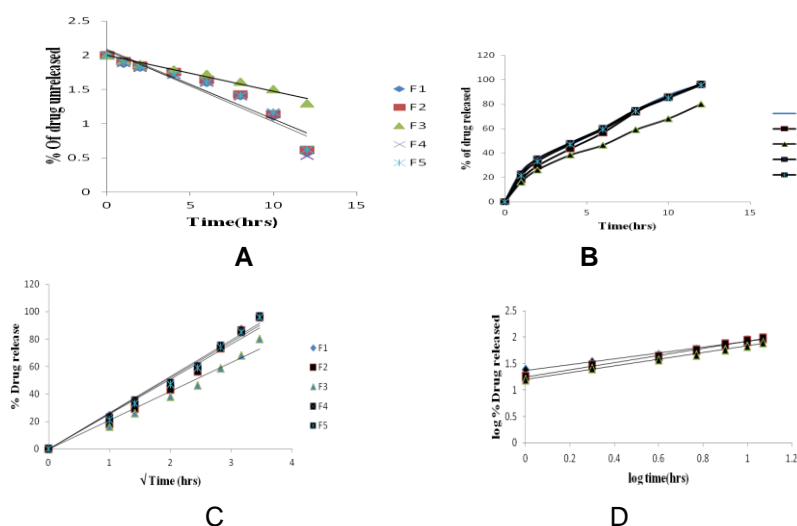 2.5
2
1.5
1
0.5
0
0 5 10 15
% Of drug unreleased
Time(hrs)
F1
F2
F3
F4
F5
A
120
100
80
60
40
20
0
0 5 10 15
% of drug released
Time(hrs)
B
120
100
80
60
40
20
0
0 1 2 3 4
% Drug release
√Time (hrs)
F1
F2
F3
F4
F5
C
2.5
2
1.5
1
0.5
0
0 0.2 0.4 0.6 0.8 1 1.2
log %Drug released
log time(hrs)
D